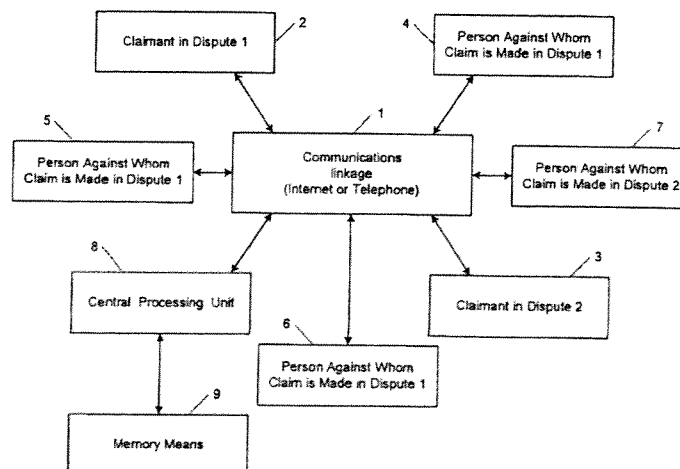 2
Claimant in Dispute 1
4
Person Against Whom
Claim is Made in Dispute 1
5
Person Against Whom
Claim is Made in Dispute 1
1
Communications
linkage
(Internet or Telephone)
7
Person Against Whom
Claim is Made in Dispute 2
8
Central Processing Unit
3
Claimant in Dispute 2
6
Person Against Whom
Claim is Made in Dispute 1
9
Memory Means